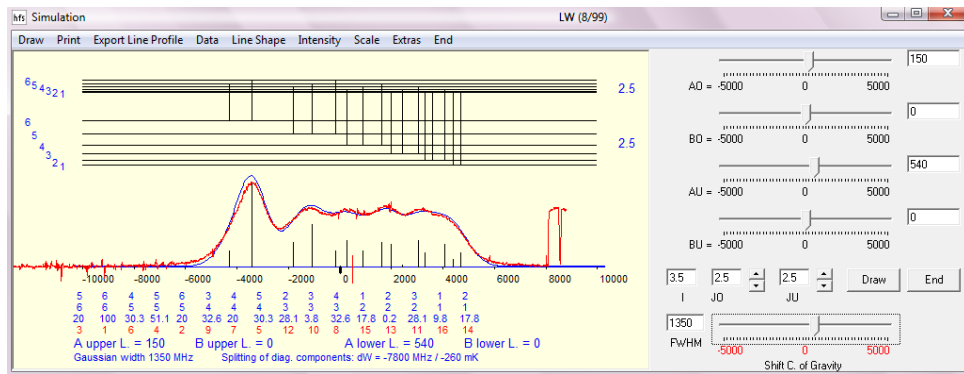 hfs Simulation LW (8/99)
Draw Print Export Line Profile Data Line Shape Intensity Scale Extras End
6 5 4 3 2 1 2.5
6 5 4 3 2 1 2.5
-10000 -8000 -6000 -4000 -2000 0 2000 4000 6000 8000 10000
5 6 4 5 6 3 4 5 2 3 4 1 2 3 1 2
6 6 5 5 5 4 4 4 3 3 3 2 2 2 1 1
20 100 30.3 51.1 20 32.6 20 30.3 28.1 3.8 32.6 17.8 0.2 28.1 9.8 17.8
3 1 6 4 2 9 7 5 12 10 8 15 13 11 16 14
A upper L. = 150 B upper L. = 0 A lower L. = 540 B lower L. = 0
Gaussian width 1350 MHz Splitting of diag. components: dW = -7800 MHz / -260 mK
150
AO = -5000 0 5000
0
BO = -5000 0 5000
540
AU = -5000 0 5000
0
BU = -5000 0 5000
3.5 2.5 2.5 Draw End
I JO JU
1350
FWHM -5000 0 5000
Shift C. of Gravity